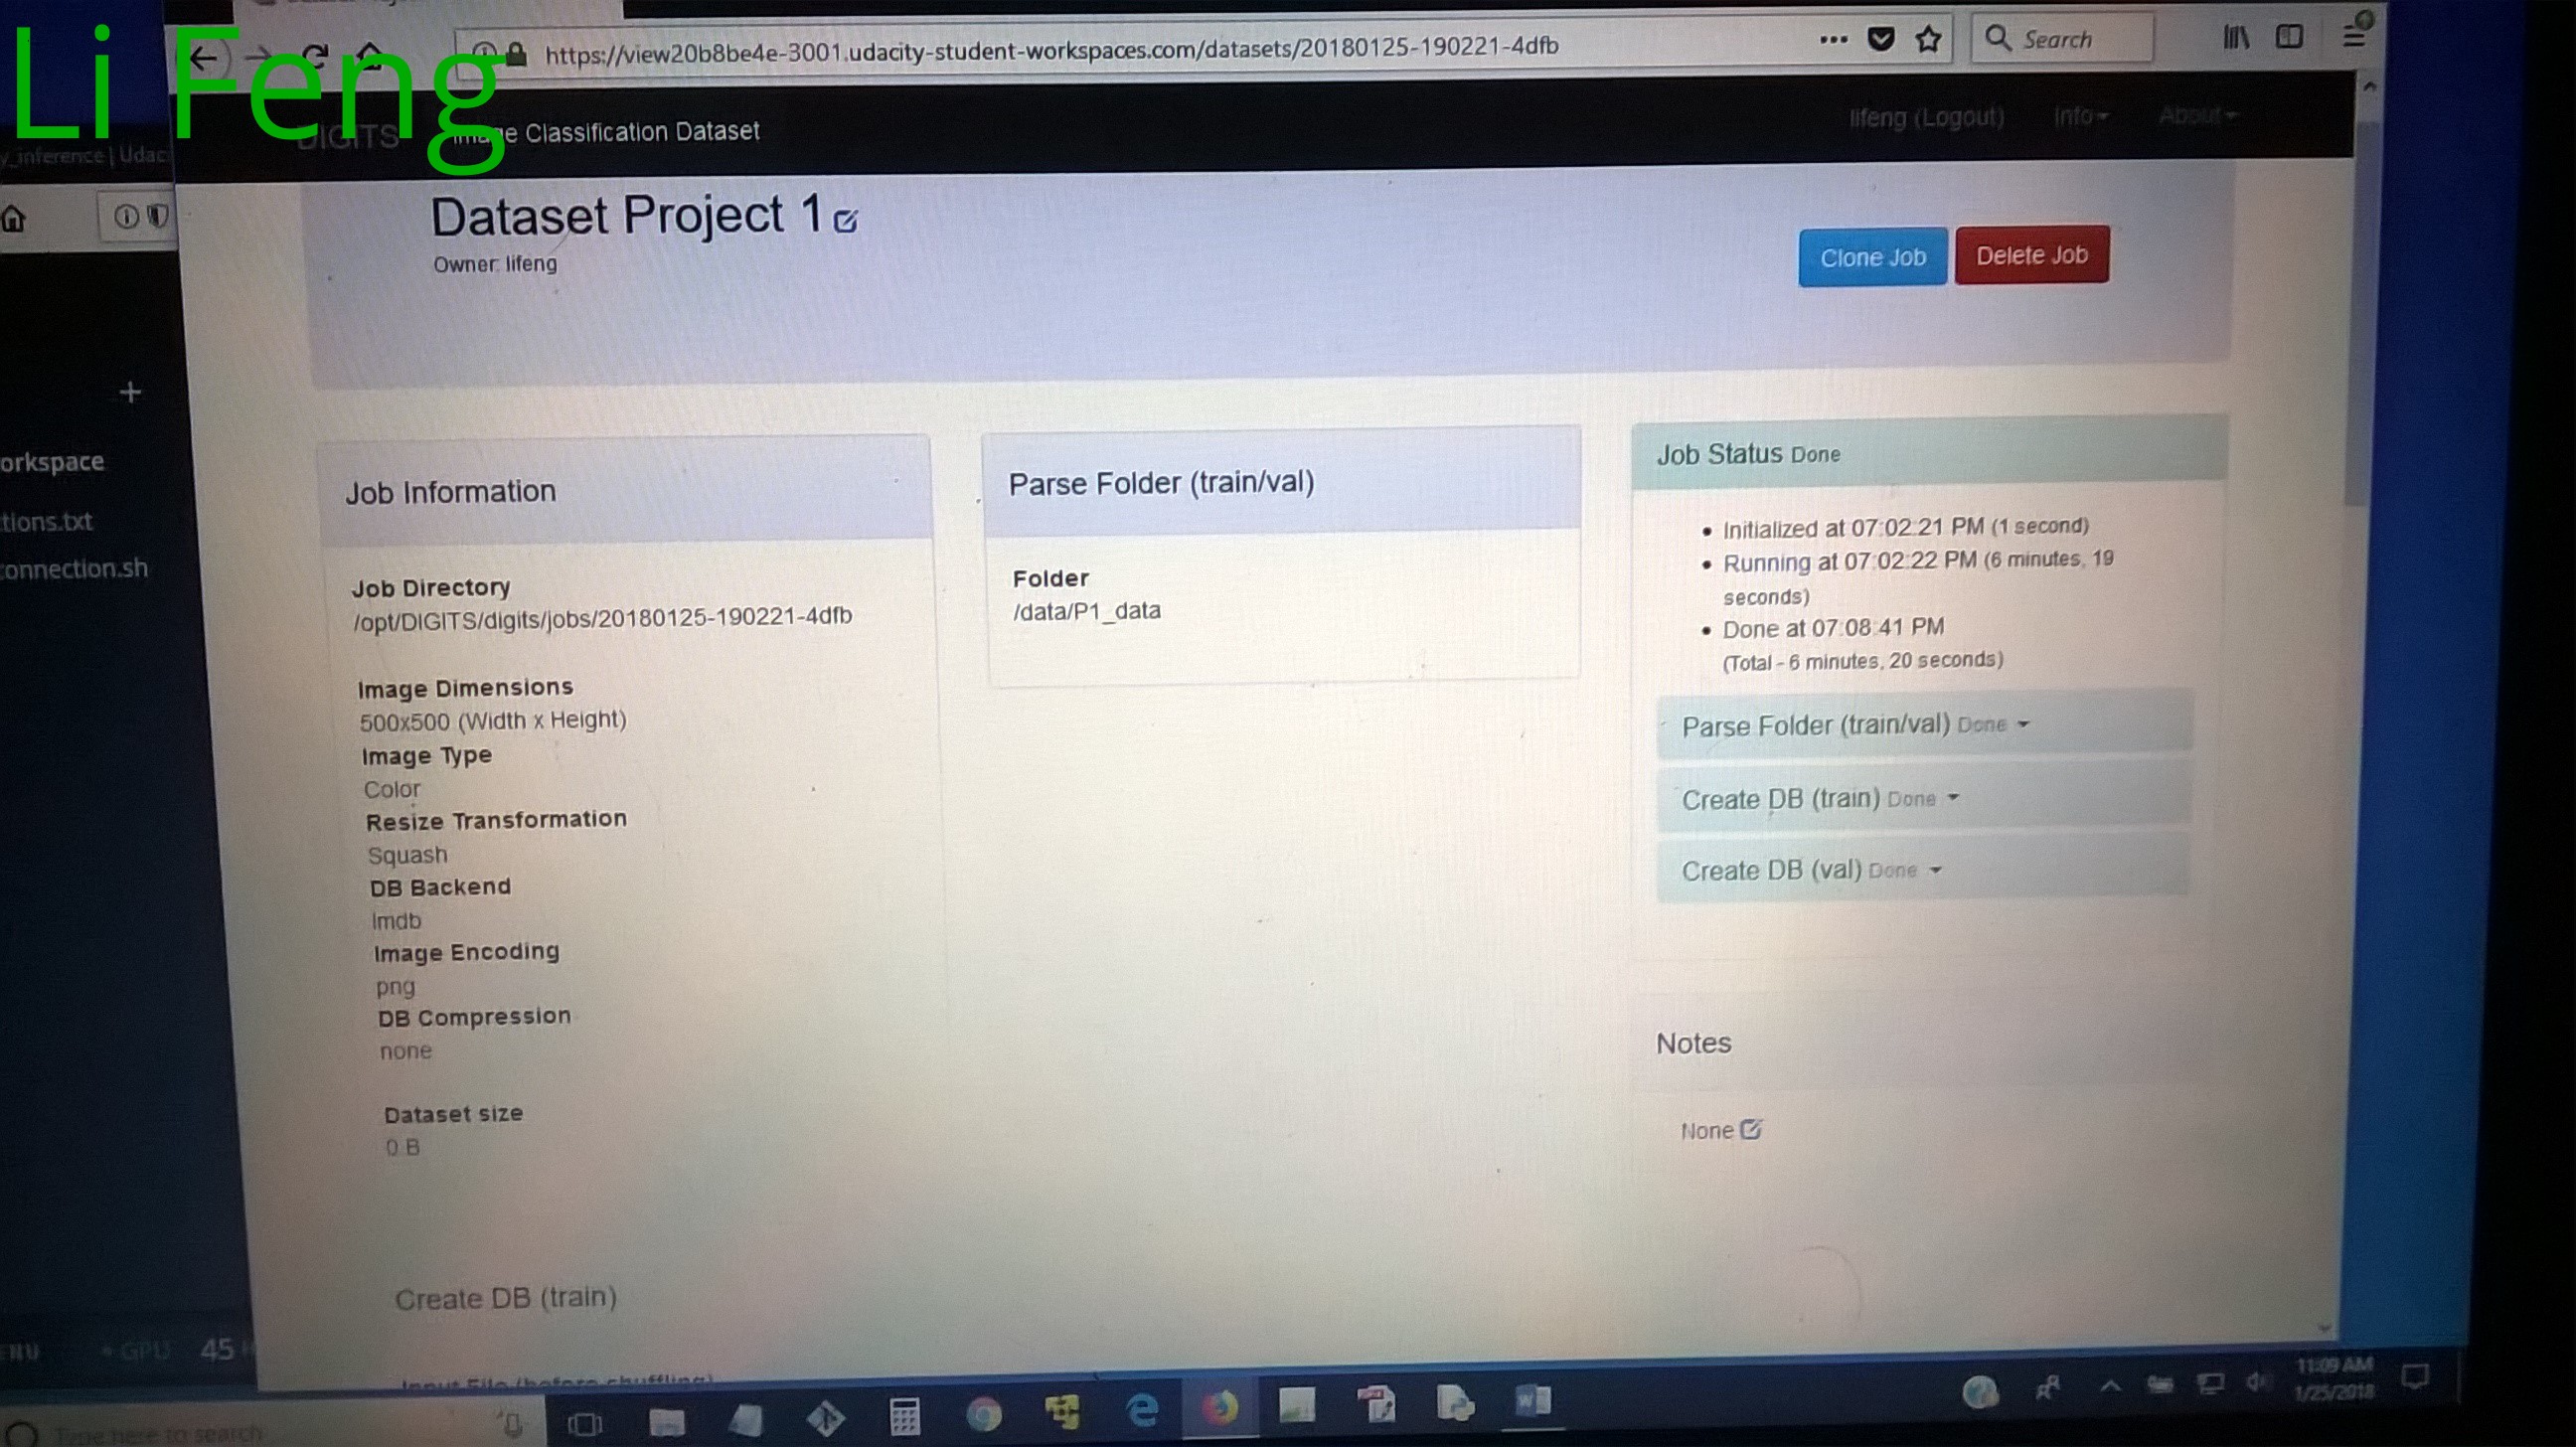 Li Feng
https://view20b8be4e-3001.udacity-student-workspaces.com/datasets/20180125-190221-4dfb
Search
DIGITS
Image Classification Dataset
lifeng (Logout)
Info
About
y_inference | Udac
Dataset Project 1
Owner: lifeng
Clone Job
Delete Job
orkspace
tions.txt
connection.sh
Job Information
Job Directory
/opt/DIGITS/digits/jobs/20180125-190221-4dfb
Image Dimensions
500x500 (Width x Height)
Image Type
Color
Resize Transformation
Squash
DB Backend
lmdb
Image Encoding
png
DB Compression
none
Dataset size
0 B
Parse Folder (train/val)
Folder
/data/P1_data
Job Status Done
• Initialized at 07:02:21 PM (1 second)
• Running at 07:02:22 PM (6 minutes, 19
seconds)
• Done at 07:08:41 PM
(Total - 6 minutes, 20 seconds)
Parse Folder (train/val) Done
Create DB (train) Done
Create DB (val) Done
Notes
None
Create DB (train)
Input File (before shuffling)
ENU
GPU
45
Type here to search
11:09 AM
1/25/2018